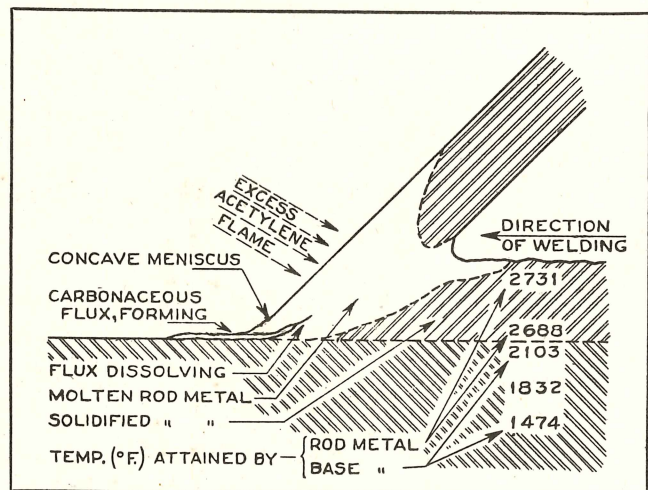 EXCESS
ACETYLENE
FLAME
DIRECTION
OF WELDING
CONCAVE MENISCUS
CARBONACEOUS
FLUX, FORMING
2731
2688
2103
1832
1474
FLUX DISSOLVING
MOLTEN ROD METAL
SOLIDIFIED " "
TEMP. (°F.) ATTAINED BY — { ROD METAL
BASE "